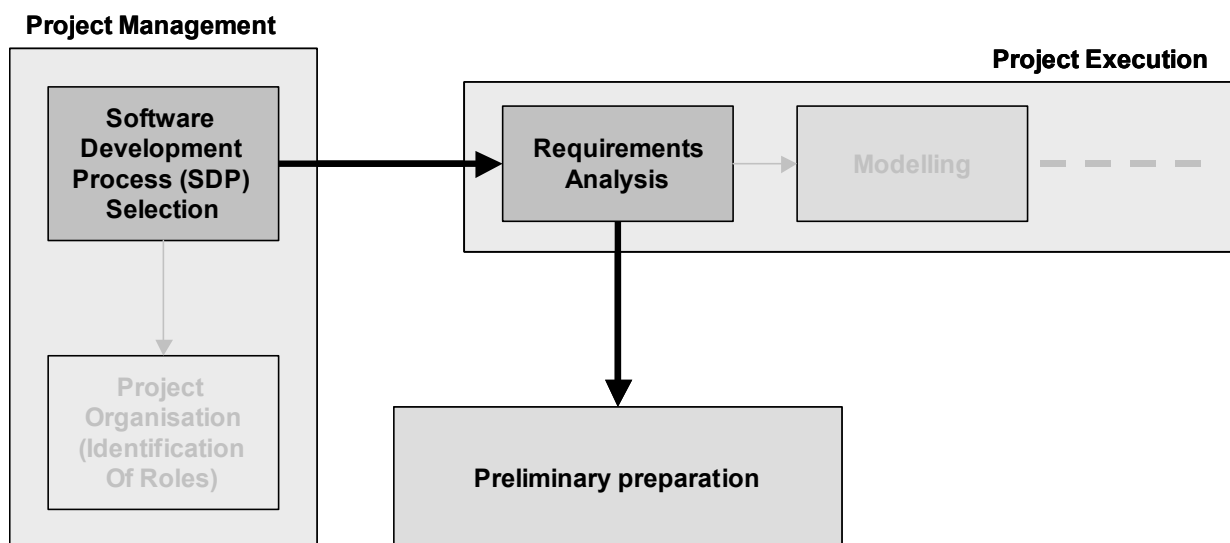 Project Management
Project Execution
Software
Development
Process (SDP)
Selection
Requirements
Analysis
Modelling
Project
Organisation
(Identification
Of Roles)
Preliminary preparation